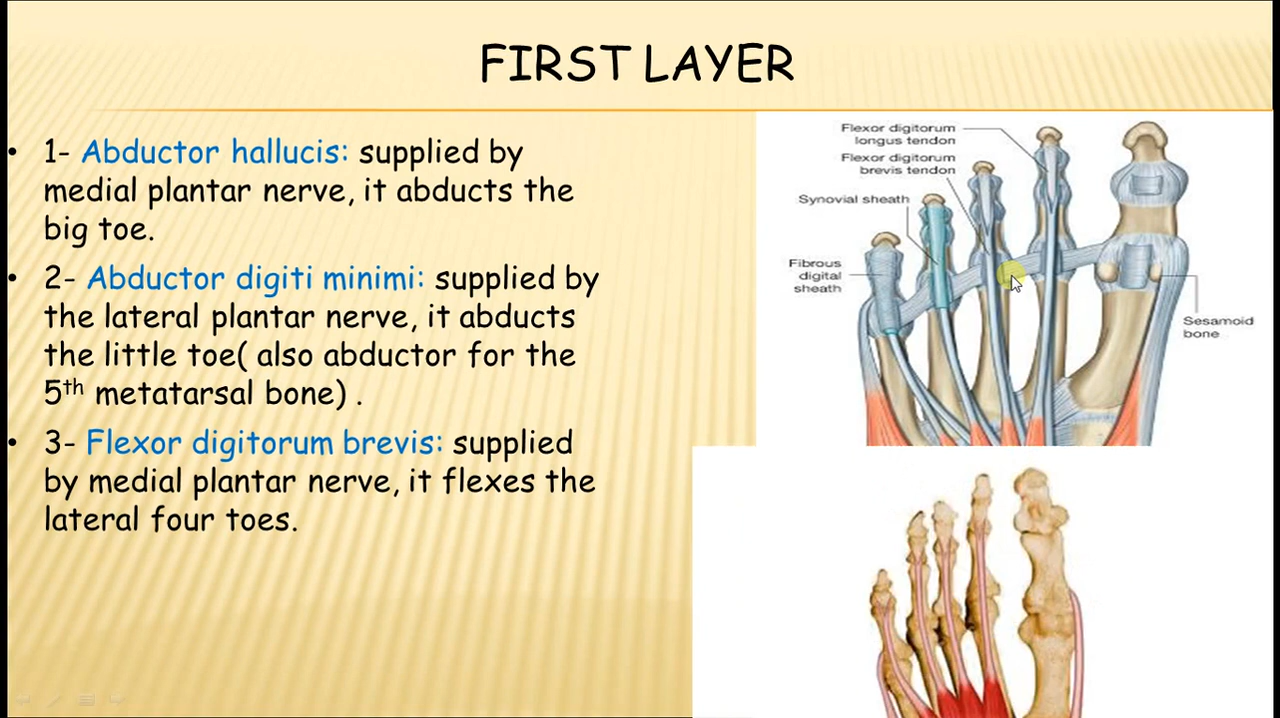 FIRST LAYER
• 1- Abductor hallucis: supplied by
medial plantar nerve, it abducts the
big toe.
• 2- Abductor digiti minimi: supplied by
the lateral plantar nerve, it abducts
the little toe( also abductor for the
5th metatarsal bone) .
• 3- Flexor digitorum brevis: supplied
by medial plantar nerve, it flexes the
lateral four toes.
Flexor digitorum
longus tendon
Flexor digitorum
brevis tendon
Synovial sheath
Fibrous
digital
sheath
Sesamoid
bone